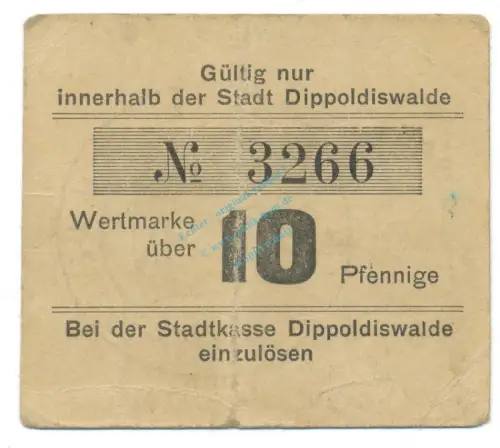 Gültig nur
innerhalb der Stadt Dippoldiswalde
№ 3266
Wertmarke
über 10 Pfennige
Bei der Stadtkasse Dippoldiswalde
einzulösen